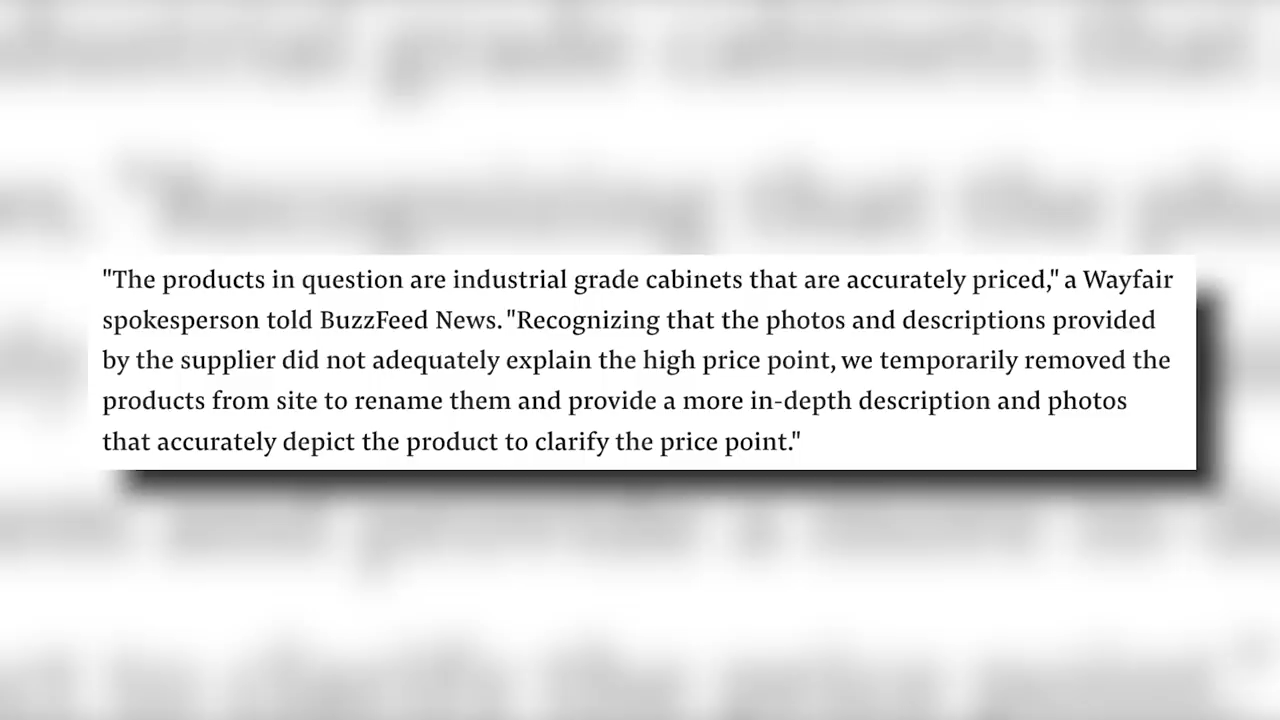 "The products in question are industrial grade cabinets that are accurately priced," a Wayfair
spokesperson told BuzzFeed News. "Recognizing that the photos and descriptions provided
by the supplier did not adequately explain the high price point, we temporarily removed the
products from site to rename them and provide a more in-depth description and photos
that accurately depict the product to clarify the price point."